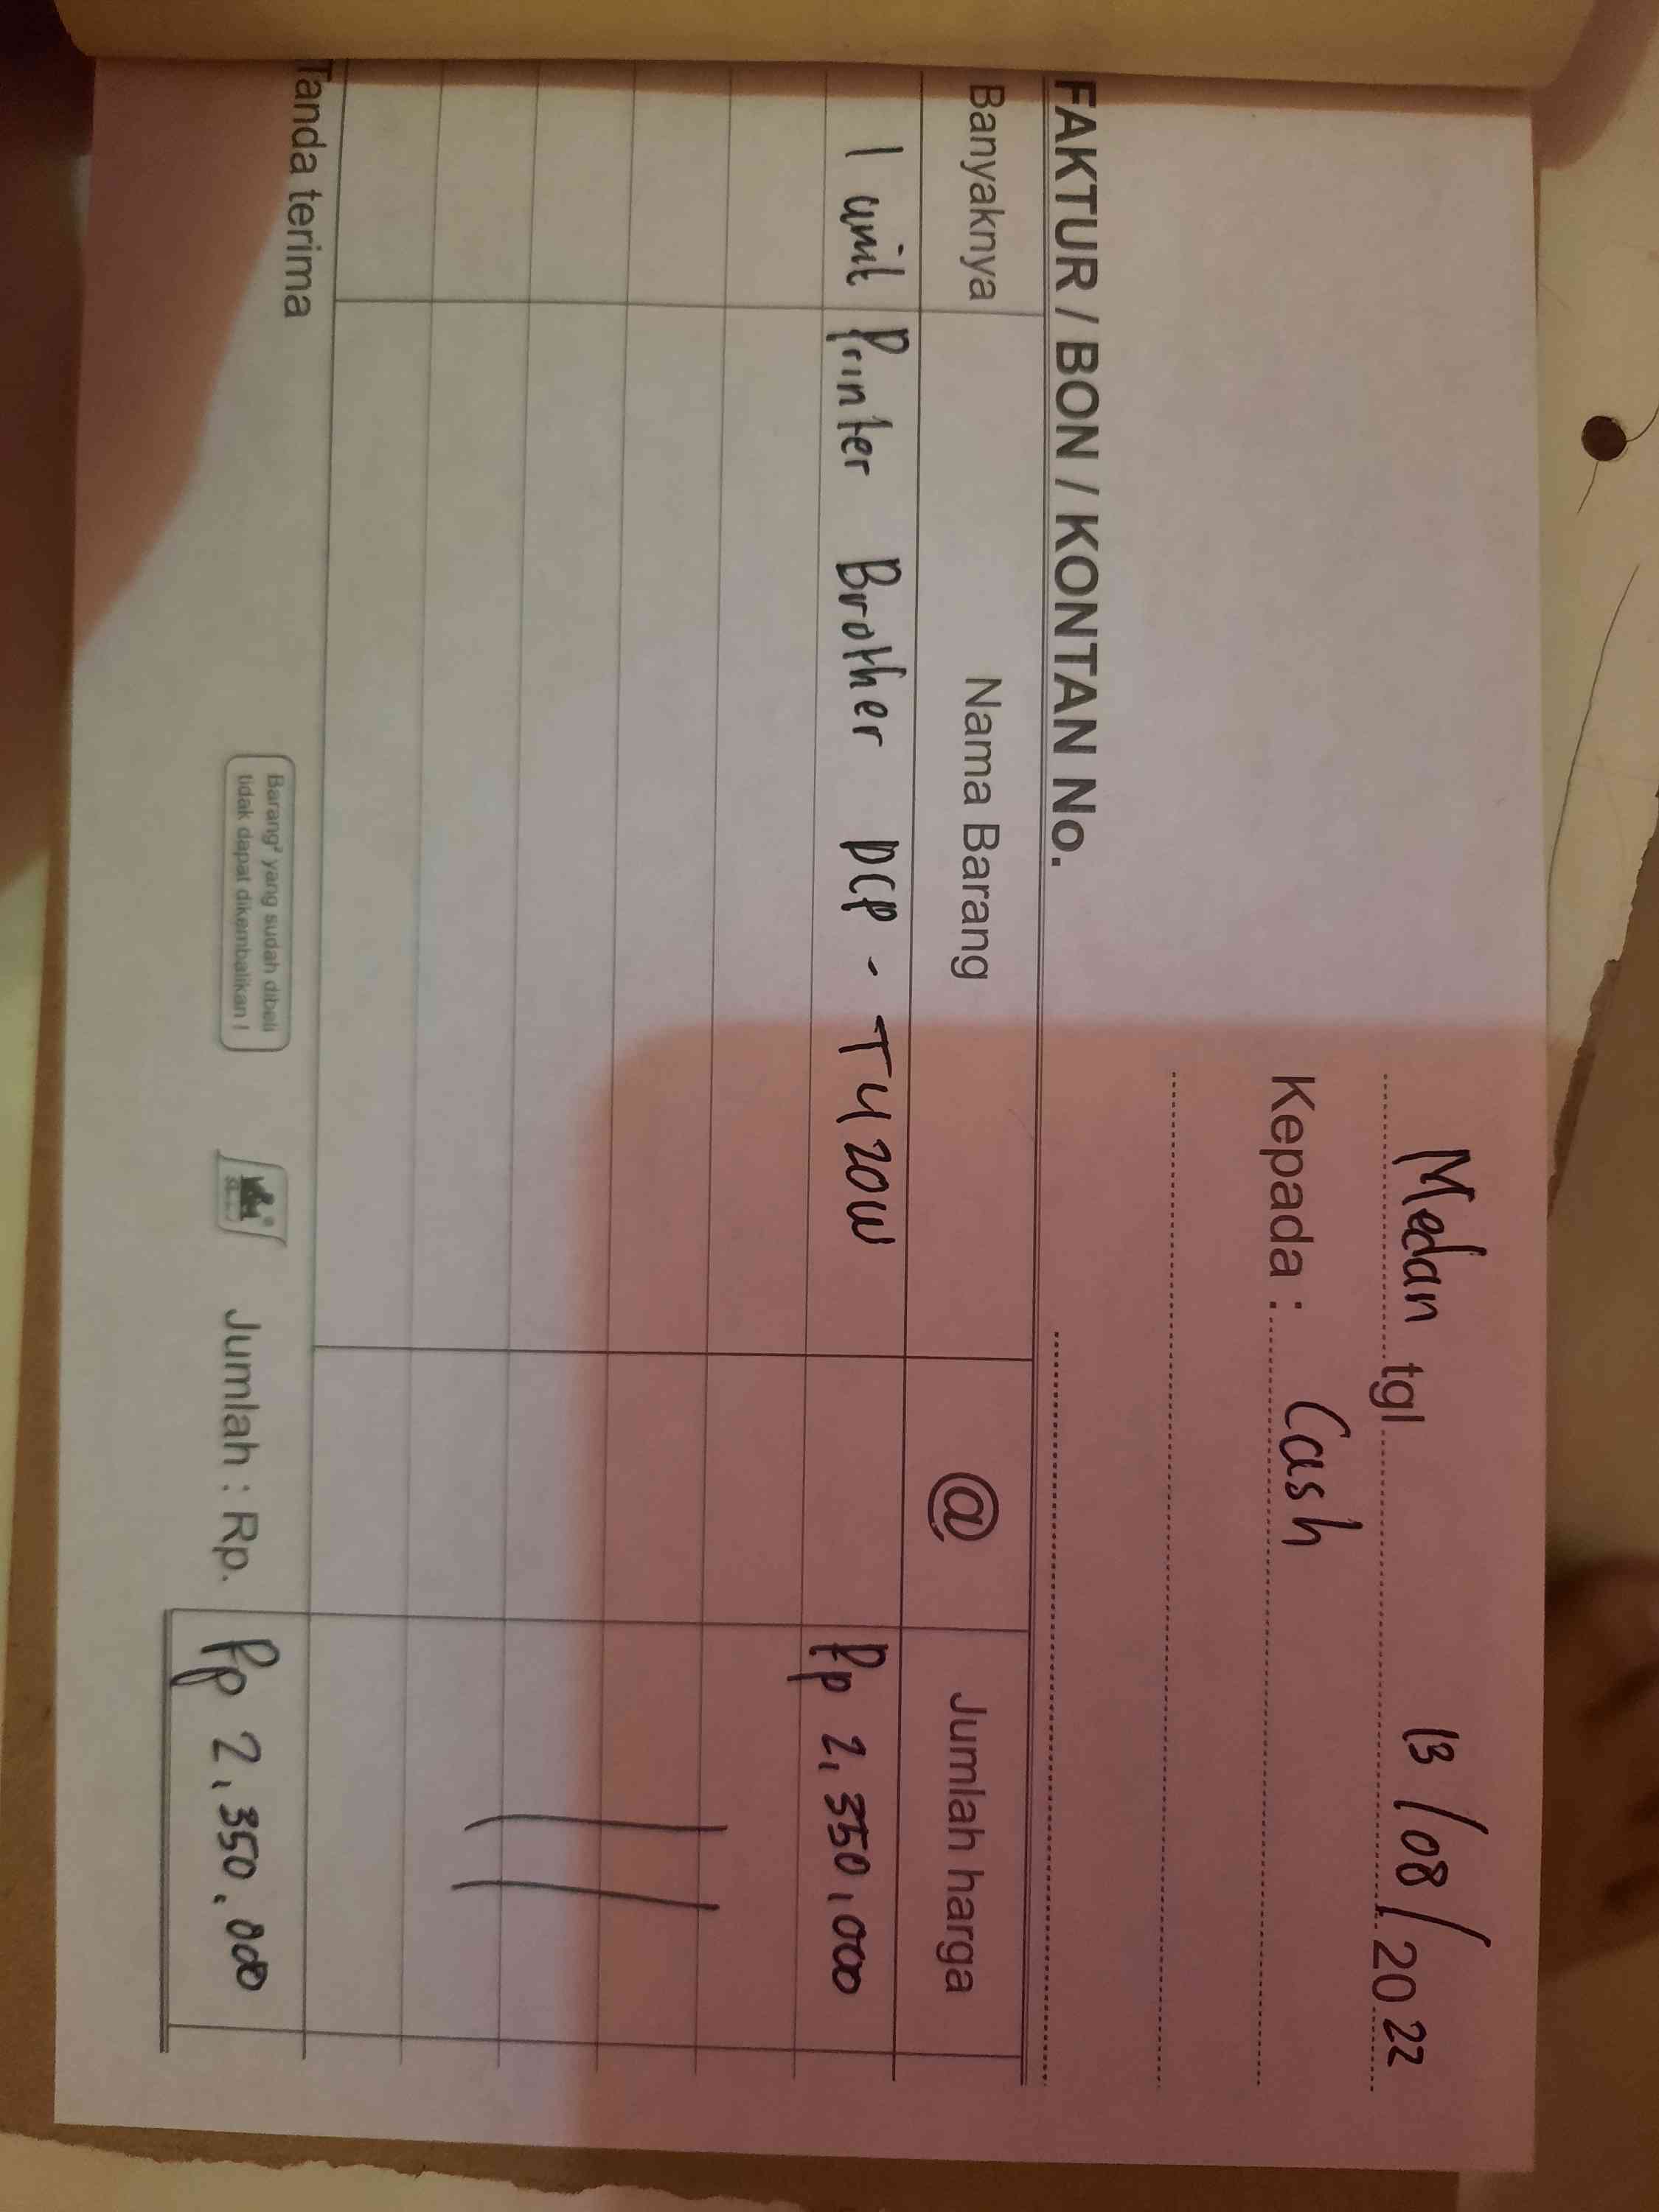 Medan tgl 13/08/2022
Kepada : Cash
FAKTUR / BON / KONTAN No.
Banyaknya Nama Barang @ Jumlah harga
1 unit Printer Brother DCP - T420W Rp 2,350,000
Tanda terima
Barang² yang sudah dibeli
tidak dapat dikembalikan !
Jumlah : Rp. Rp 2,350,000